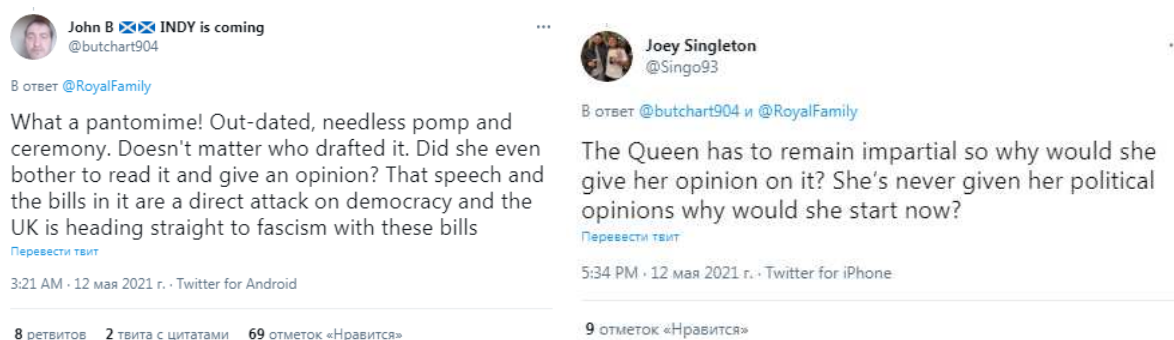 John B 🏴󠁧󠁢󠁳󠁣󠁴󠁿🏴󠁧󠁢󠁳󠁣󠁴󠁿 INDY is coming
@butchart904
В ответ @RoyalFamily
What a pantomime! Out-dated, needless pomp and
ceremony. Doesn't matter who drafted it. Did she even
bother to read it and give an opinion? That speech and
the bills in it are a direct attack on democracy and the
UK is heading straight to fascism with these bills
Перевести твит
3:21 AM · 12 мая 2021 г. · Twitter for Android
8 ретвитов 2 твита с цитатами 69 отметок «Нравится»
Joey Singleton
@Singo93
В ответ @butchart904 и @RoyalFamily
The Queen has to remain impartial so why would she
give her opinion on it? She's never given her political
opinions why would she start now?
Перевести твит
5:34 PM · 12 мая 2021 г. · Twitter for iPhone
9 отметок «Нравится»